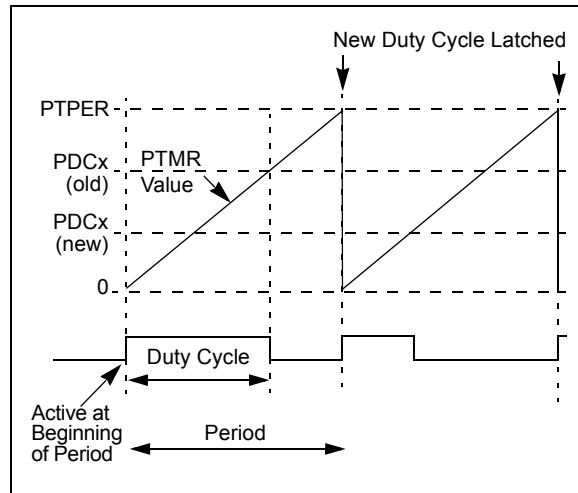 New Duty Cycle Latched
PTPER
PDCx
(old)
PTMR
Value
PDCx
(new)
0
Duty Cycle
Active at
Beginning
of Period
Period